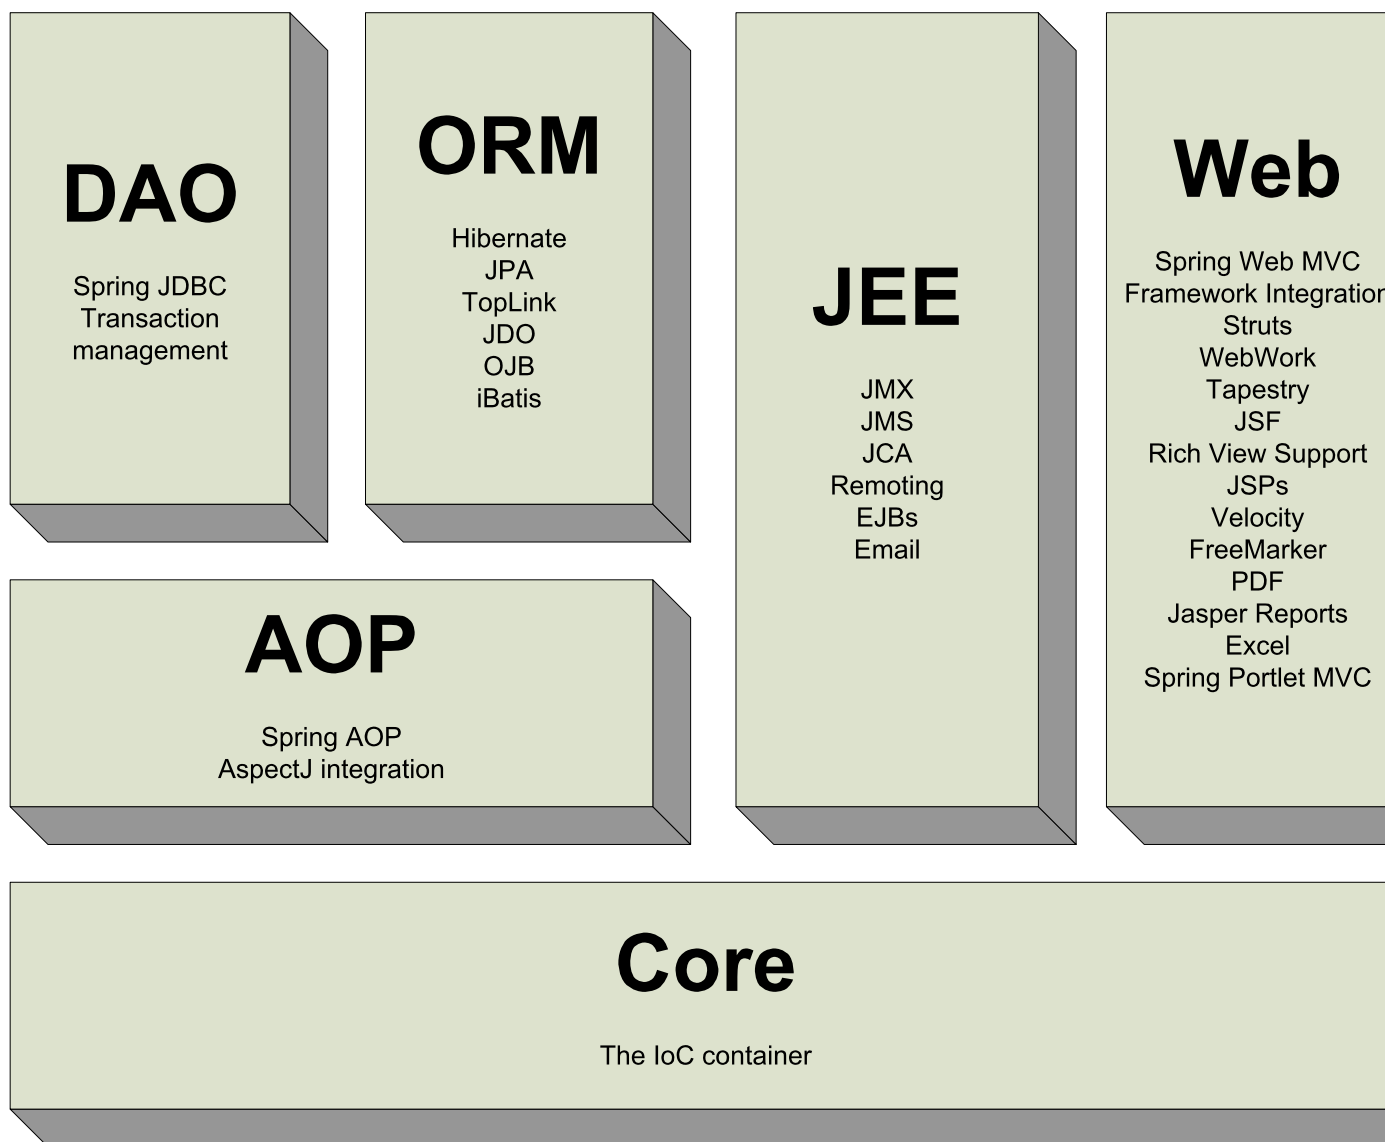 DAO
Spring JDBC
Transaction
management
ORM
Hibernate
JPA
TopLink
JDO
OJB
iBatis
JEE
JMX
JMS
JCA
Remoting
EJBs
Email
Web
Spring Web MVC
Framework Integration
Struts
WebWork
Tapestry
JSF
Rich View Support
JSPs
Velocity
FreeMarker
PDF
Jasper Reports
Excel
Spring Portlet MVC
AOP
Spring AOP
AspectJ integration
Core
The IoC container